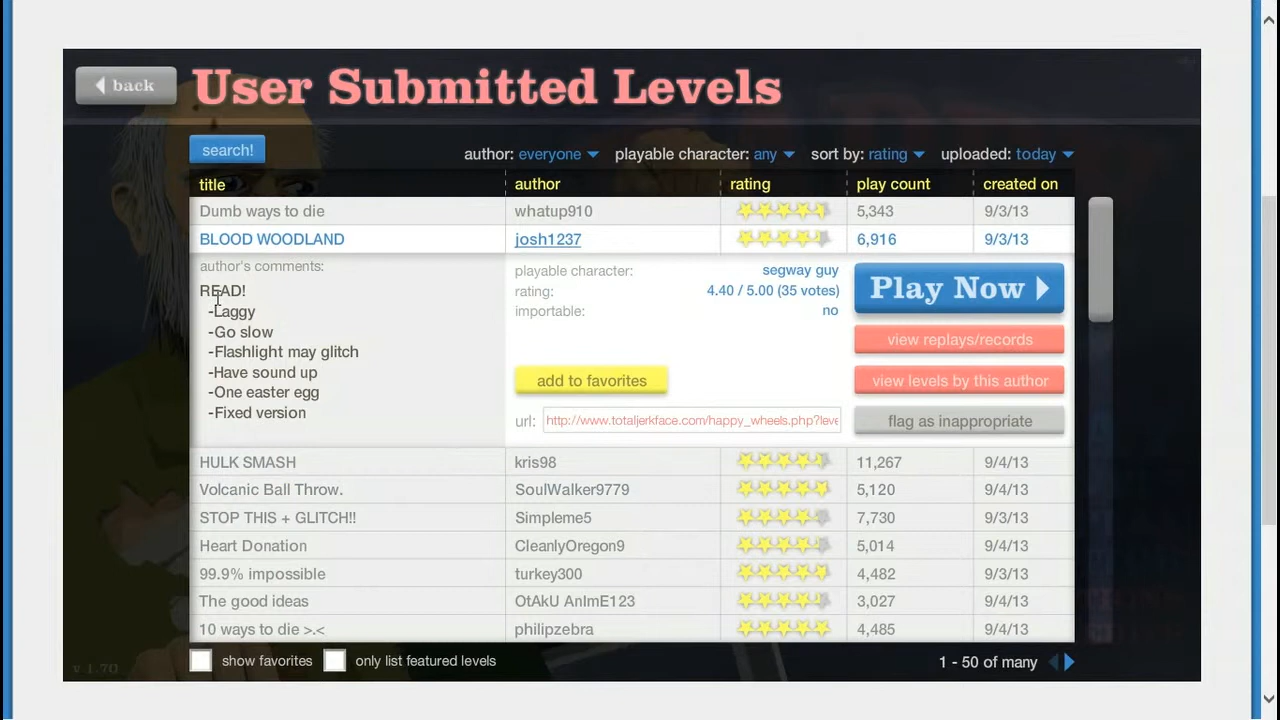 back
User Submitted Levels
search!
author: everyone playable character: any sort by: rating uploaded: today
title author rating play count created on
Dumb ways to die whatup910 5,343 9/3/13
BLOOD WOODLAND josh1237 6,916 9/3/13
author's comments:
READ!
-Laggy
-Go slow
-Flashlight may glitch
-Have sound up
-One easter egg
-Fixed version
playable character: segway guy
rating: 4.40 / 5.00 (35 votes)
importable: no
add to favorites
url: http://www.totaljerkface.com/happy_wheels.php?leve
Play Now
view replays/records
view levels by this author
flag as inappropriate
HULK SMASH kris98 11,267 9/4/13
Volcanic Ball Throw. SoulWalker9779 5,120 9/4/13
STOP THIS + GLITCH!! Simpleme5 7,730 9/3/13
Heart Donation CleanlyOregon9 5,014 9/4/13
99.9% impossible turkey300 4,482 9/3/13
The good ideas OtAkU AnImE123 3,027 9/4/13
10 ways to die >.< philipzebra 4,485 9/4/13
show favorites only list featured levels 1 - 50 of many
v 1.70